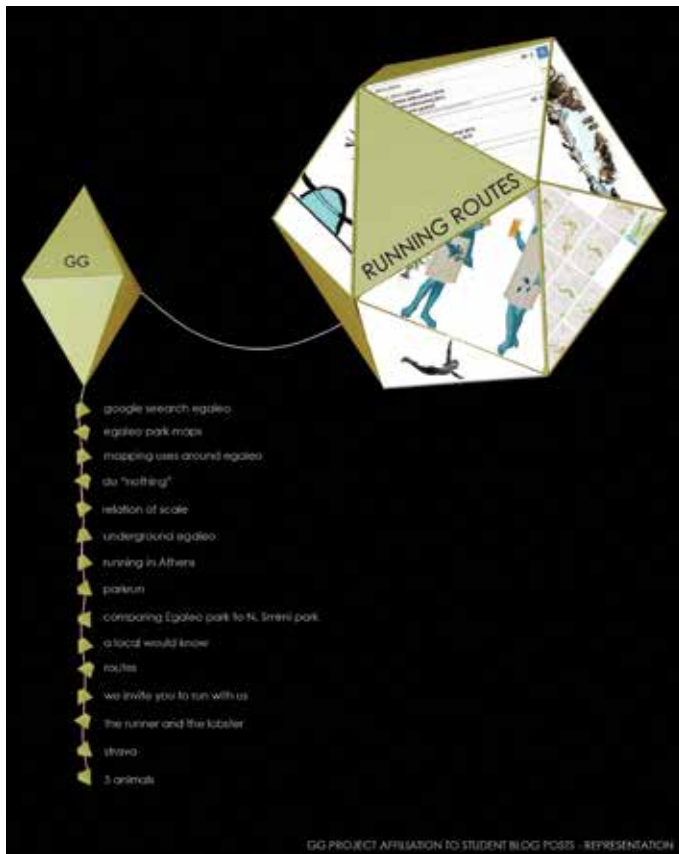 RUNNING ROUTES
GG
google seearch egaleo
egaleo park maps
mapping uses around egaleo
do "nothing"
relation of scale
underground egaleo
running in Athens
parkrun
comparing Egaleo park to N. Smirni park
a local would know
routes
we invite you to run with us
the runner and the lobster
strava
3 animals
GG PROJECT AFFILIATION TO STUDENT BLOG POSTS - REPRESENTATION